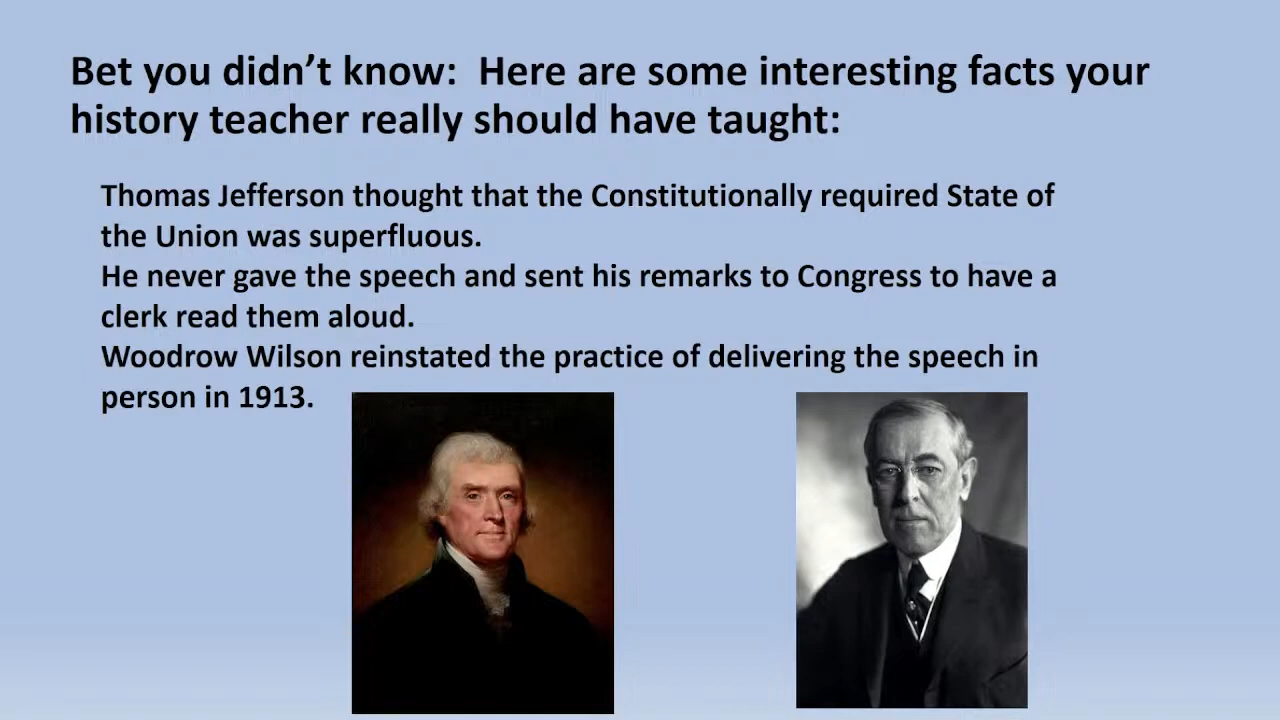 Bet you didn’t know:  Here are some interesting facts your
history teacher really should have taught:
Thomas Jefferson thought that the Constitutionally required State of
the Union was superfluous.
He never gave the speech and sent his remarks to Congress to have a
clerk read them aloud.
Woodrow Wilson reinstated the practice of delivering the speech in
person in 1913.